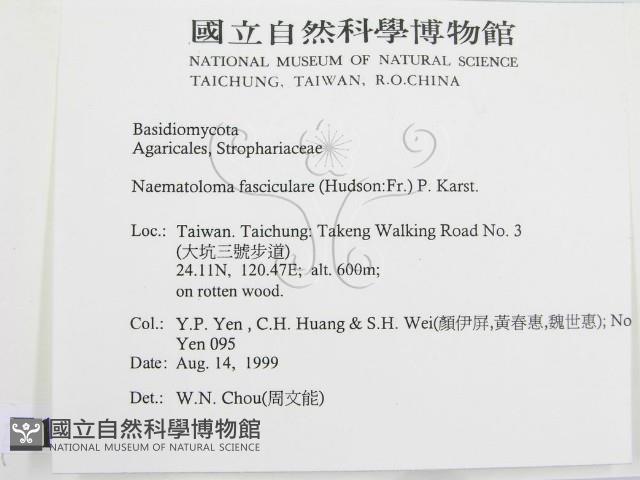 國立自然科學博物館
NATIONAL MUSEUM OF NATURAL SCIENCE
TAICHUNG, TAIWAN, R.O.CHINA
Basidiomycota
Agaricales, Strophariaceae
Naematoloma fasciculare (Hudson:Fr.) P. Karst.
Loc.: Taiwan. Taichung: Takeng Walking Road No. 3
(大坑三號步道)
24.11N, 120.47E; alt. 600m;
on rotten wood.
Col.: Y.P. Yen , C.H. Huang & S.H. Wei(顏伊屏,黃春惠,魏世惠); No
Yen 095
Date: Aug. 14, 1999
Det.: W.N. Chou(周文能)
國立自然科學博物館
NATIONAL MUSEUM OF NATURAL SCIENCE